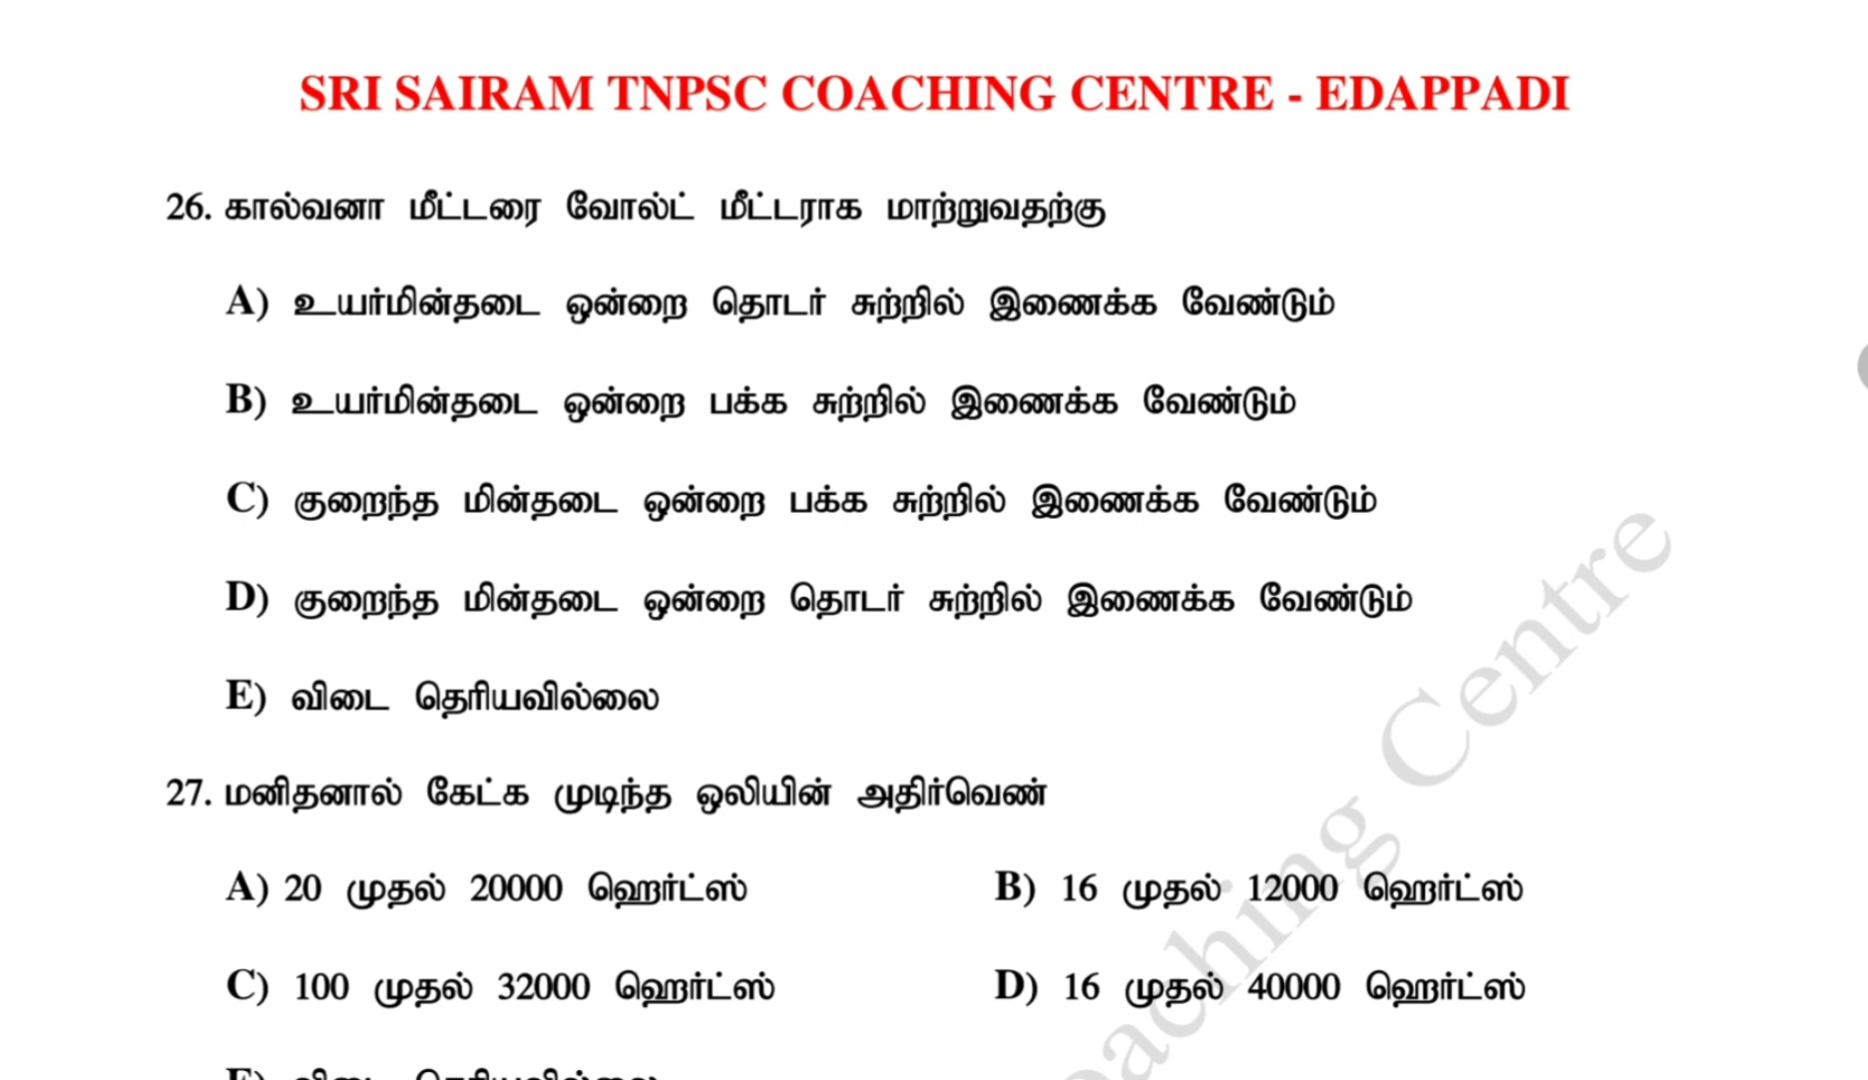 SRI SAIRAM TNPSC COACHING CENTRE - EDAPPADI
26. கால்வனா மீட்டரை வோல்ட் மீட்டராக மாற்றுவதற்கு
A) உயர்மின்தடை ஒன்றை தொடர் சுற்றில் இணைக்க வேண்டும்
B) உயர்மின்தடை ஒன்றை பக்க சுற்றில் இணைக்க வேண்டும்
C) குறைந்த மின்தடை ஒன்றை பக்க சுற்றில் இணைக்க வேண்டும்
D) குறைந்த மின்தடை ஒன்றை தொடர் சுற்றில் இணைக்க வேண்டும்
E) விடை தெரியவில்லை
27. மனிதனால் கேட்க முடிந்த ஒலியின் அதிர்வெண்
A) 20 முதல் 20000 ஹெர்ட்ஸ் B) 16 முதல் 12000 ஹெர்ட்ஸ்
C) 100 முதல் 32000 ஹெர்ட்ஸ் D) 16 முதல் 40000 ஹெர்ட்ஸ்
Centre